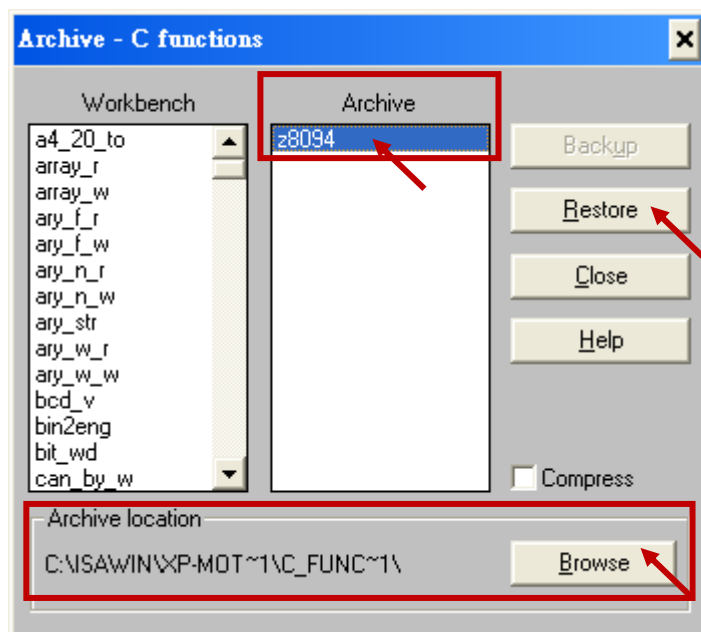 Archive - C functions
Workbench
Archive
a4_20_to
array_r
array_w
ary_f_r
ary_f_w
ary_n_r
ary_n_w
ary_str
ary_w_r
ary_w_w
bcd_v
bin2eng
bit_wd
can_by_w
z8094
Backup
Restore
Close
Help
Compress
Archive location
C:\ISAWIN\XP-MOT~1\C_FUNC~1\
Browse